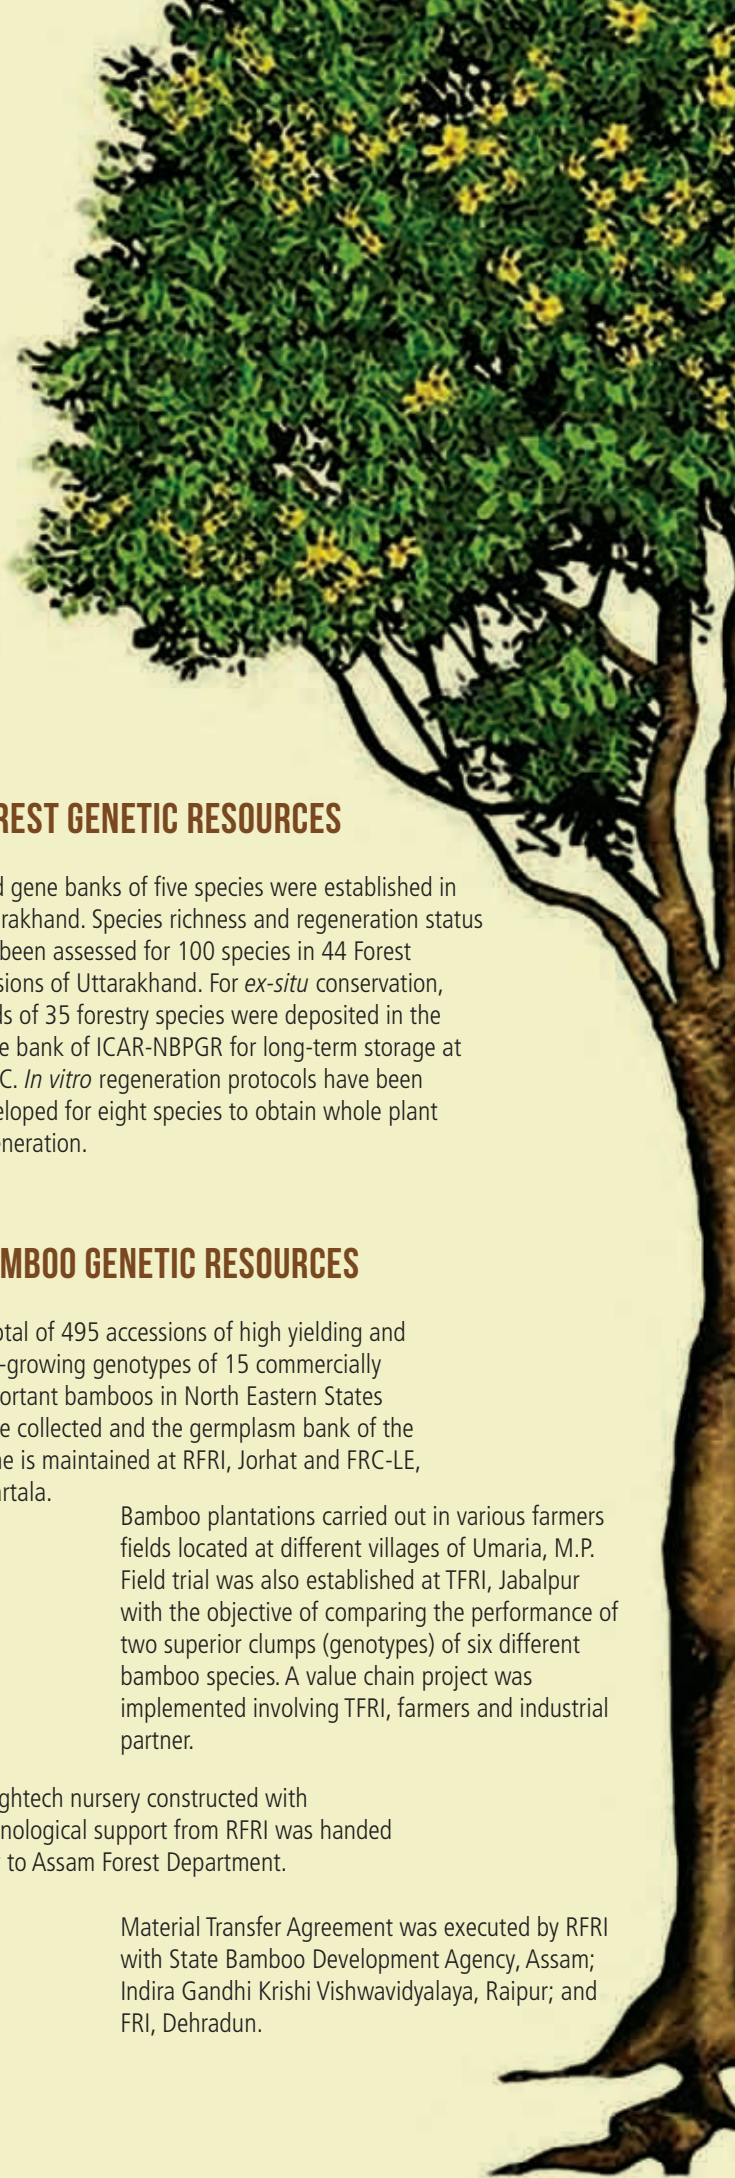 REST GENETIC RESOURCES
gene banks of five species were established in
rakhand. Species richness and regeneration status
been assessed for 100 species in 44 Forest
sions of Uttarakhand. For ex-situ conservation,
ds of 35 forestry species were deposited in the
e bank of ICAR-NBPGR for long-term storage at
C. In vitro regeneration protocols have been
eloped for eight species to obtain whole plant
eneration.
MBOO GENETIC RESOURCES
otal of 495 accessions of high yielding and
-growing genotypes of 15 commercially
ortant bamboos in North Eastern States
e collected and the germplasm bank of the
ne is maintained at RFRI, Jorhat and FRC-LE,
artala.
Bamboo plantations carried out in various farmers
fields located at different villages of Umaria, M.P.
Field trial was also established at TFRI, Jabalpur
with the objective of comparing the performance of
two superior clumps (genotypes) of six different
bamboo species. A value chain project was
implemented involving TFRI, farmers and industrial
partner.
ghtech nursery constructed with
nological support from RFRI was handed
to Assam Forest Department.
Material Transfer Agreement was executed by RFRI
with State Bamboo Development Agency, Assam;
Indira Gandhi Krishi Vishwavidyalaya, Raipur; and
FRI, Dehradun.